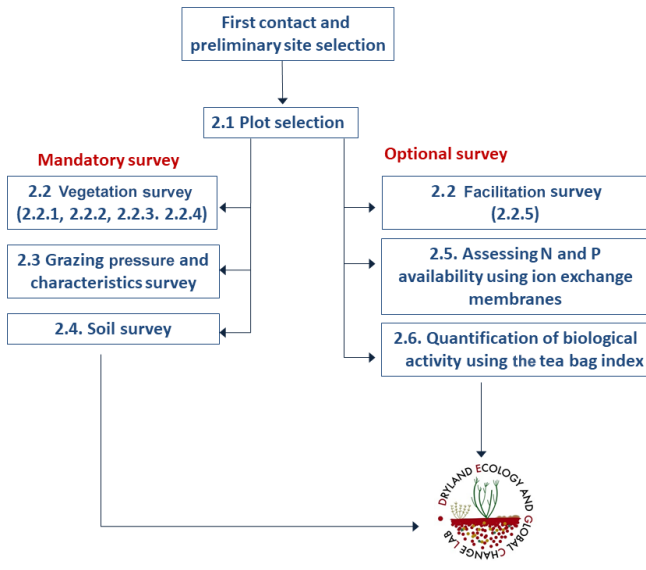 First contact and
preliminary site selection
2.1 Plot selection
Mandatory survey
2.2 Vegetation survey
(2.2.1, 2.2.2, 2.2.3. 2.2.4)
2.3 Grazing pressure and
characteristics survey
2.4. Soil survey
Optional survey
2.2 Facilitation survey
(2.2.5)
2.5. Assessing N and P
availability using ion exchange
membranes
2.6. Quantification of biological
activity using the tea bag index
DRYLAND ECOLOGY AND
GLOBAL CHANGE LAB